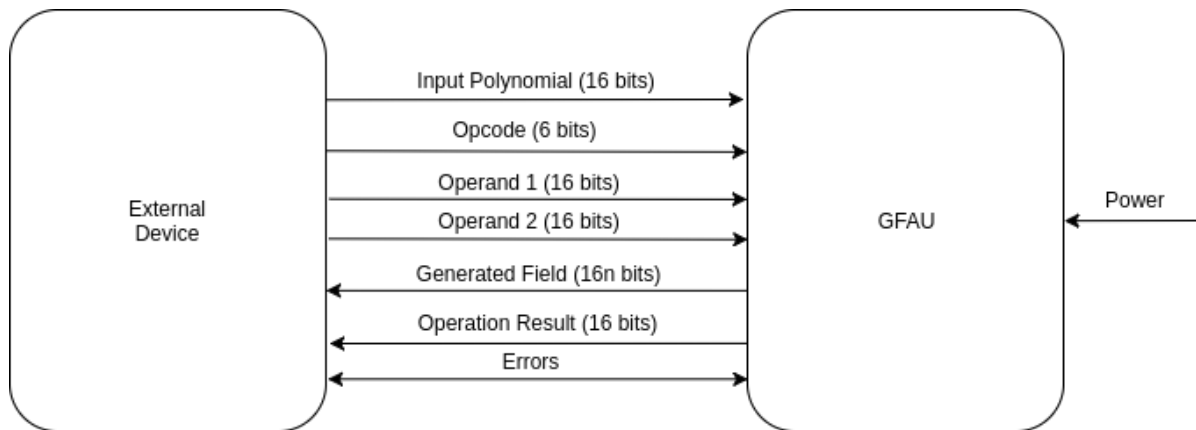 Input Polynomial (16 bits)
Opcode (6 bits)
Operand 1 (16 bits)
External
Device
Operand 2 (16 bits)
GFAU
Power
Generated Field (16n bits)
Operation Result (16 bits)
Errors